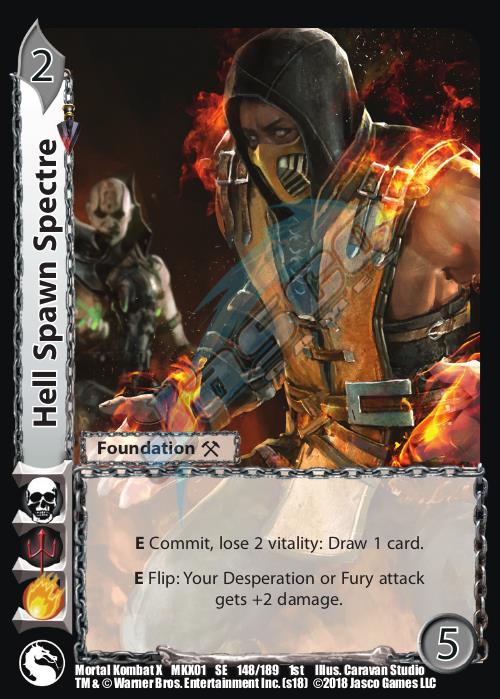 2
Hell Spawn Spectre
Foundation
E Commit, lose 2 vitality: Draw 1 card.
E Flip: Your Desperation or Fury attack
gets +2 damage.
5
Mortal Kombat X MKX01 SE 148/189 1st Illus. Caravan Studio
TM & © Warner Bros. Entertainment Inc. (s18) ©2018 Jasco Games LLC